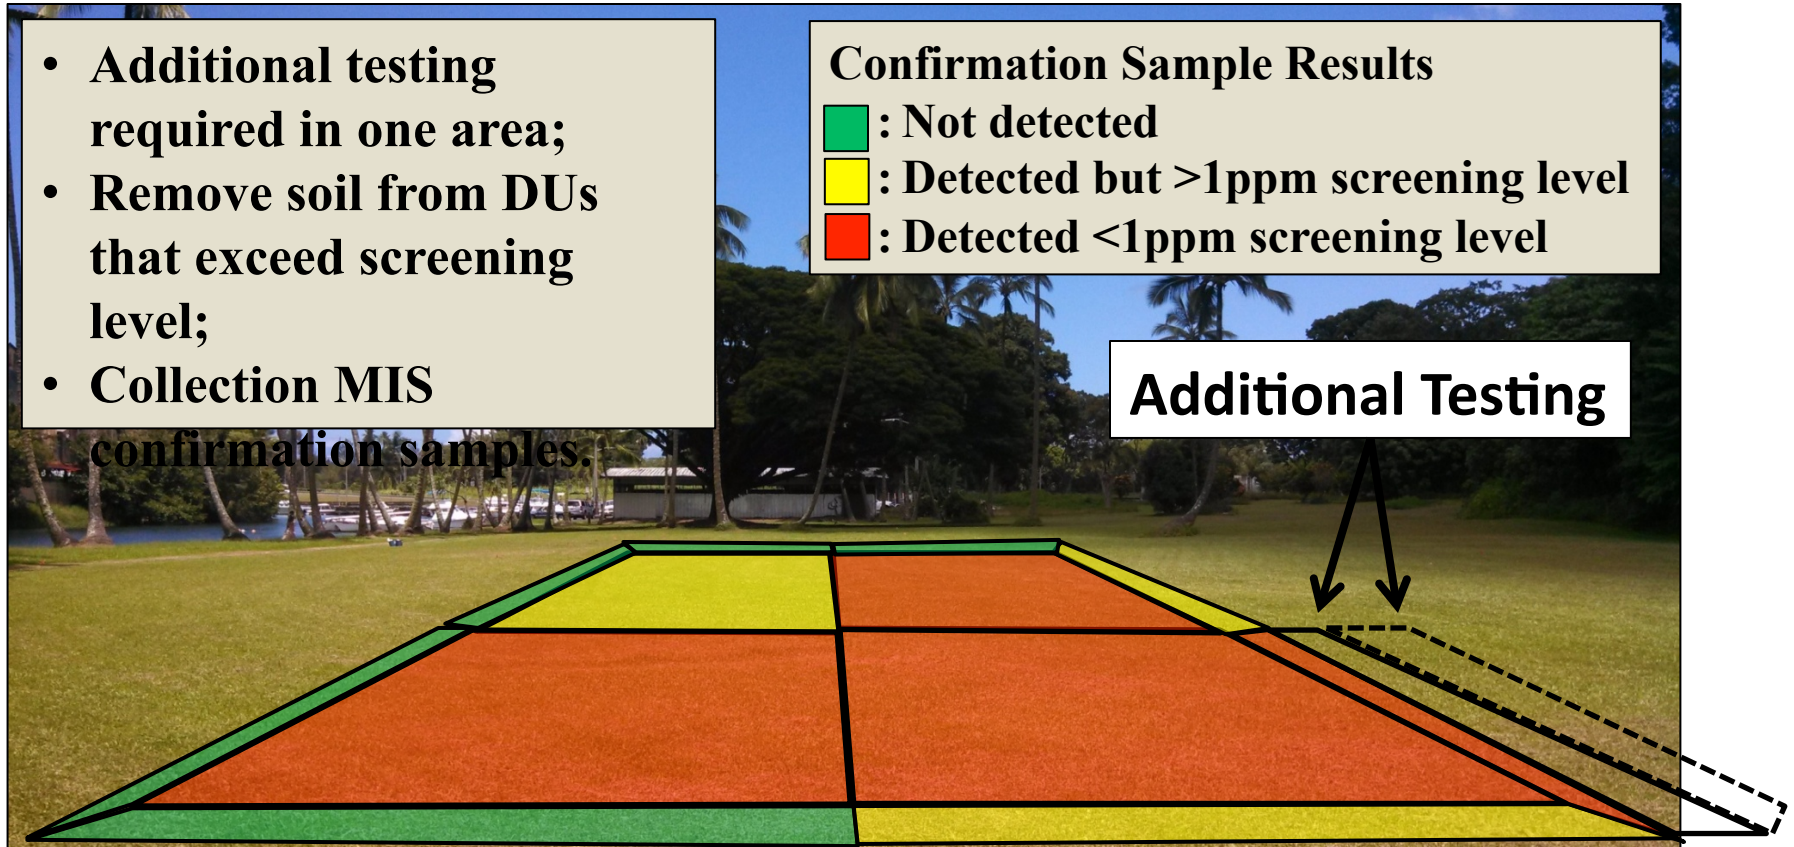 • Additional testing
required in one area;
• Remove soil from DUs
that exceed screening
level;
• Collection MIS
confirmation samples.
Confirmation Sample Results
: Not detected
: Detected but >1ppm screening level
: Detected <1ppm screening level
Additional Testing